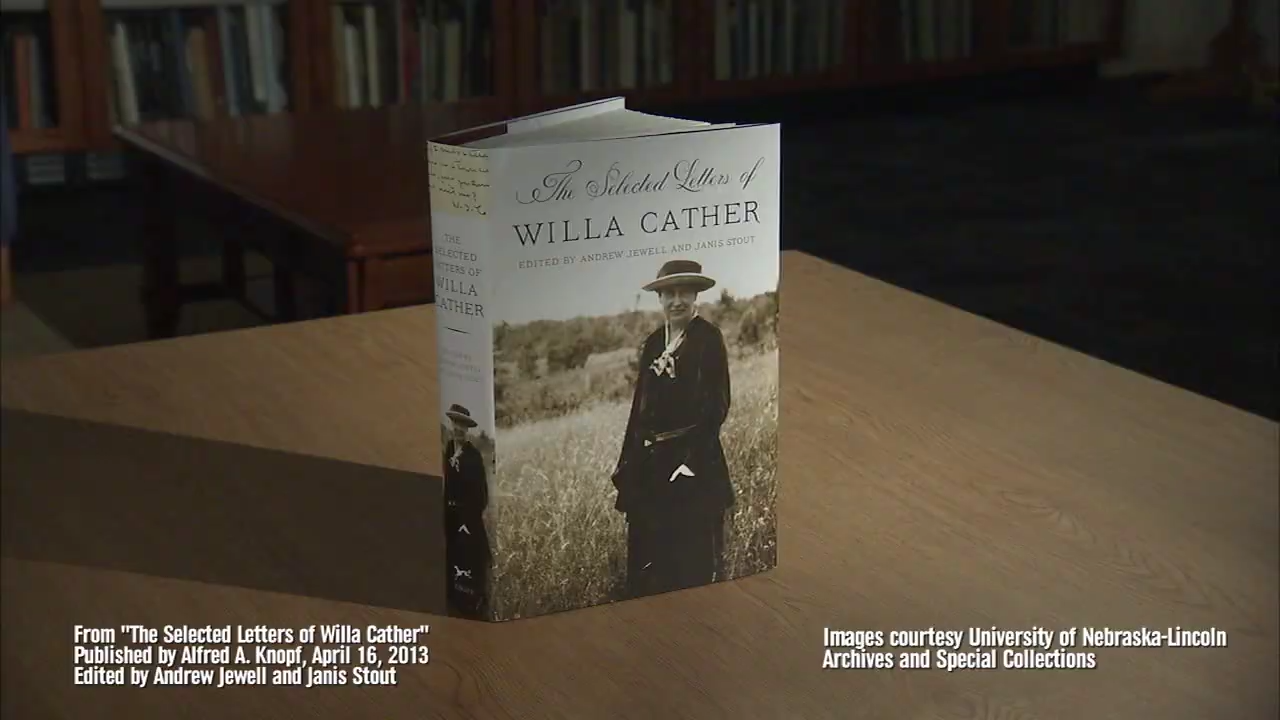 The Selected Letters of
WILLA CATHER
EDITED BY ANDREW JEWELL AND JANIS STOUT
THE
SELECTED
LETTERS OF
WILLA
CATHER
From "The Selected Letters of Willa Cather"
Published by Alfred A. Knopf, April 16, 2013
Edited by Andrew Jewell and Janis Stout
Images courtesy University of Nebraska-Lincoln
Archives and Special Collections